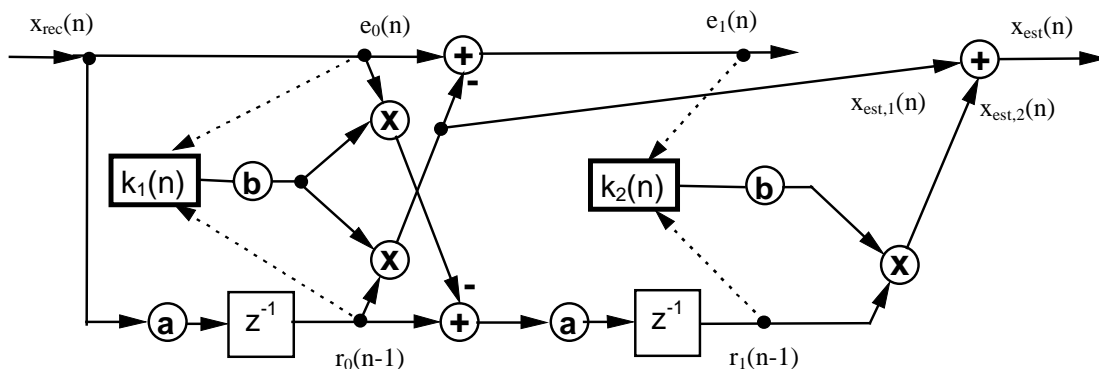 x_rec(n)
e_0(n)
e_1(n)
x_est(n)
+
-
+
x_est,1(n)
x_est,2(n)
x
k_1(n)
b
k_2(n)
b
x
x
-
a
z^-1
+
a
z^-1
r_0(n-1)
r_1(n-1)